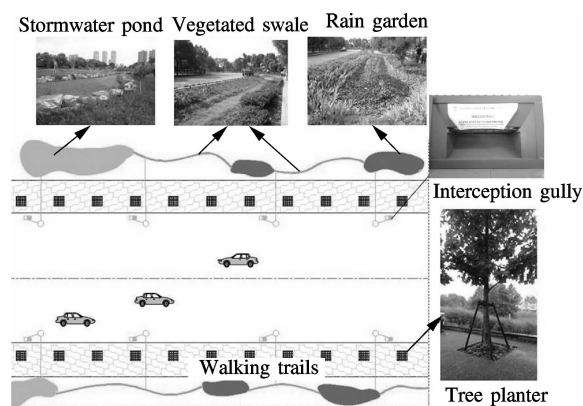 Stormwater pond
Vegetated swale
Rain garden
Interception gully
Walking trails
Tree planter